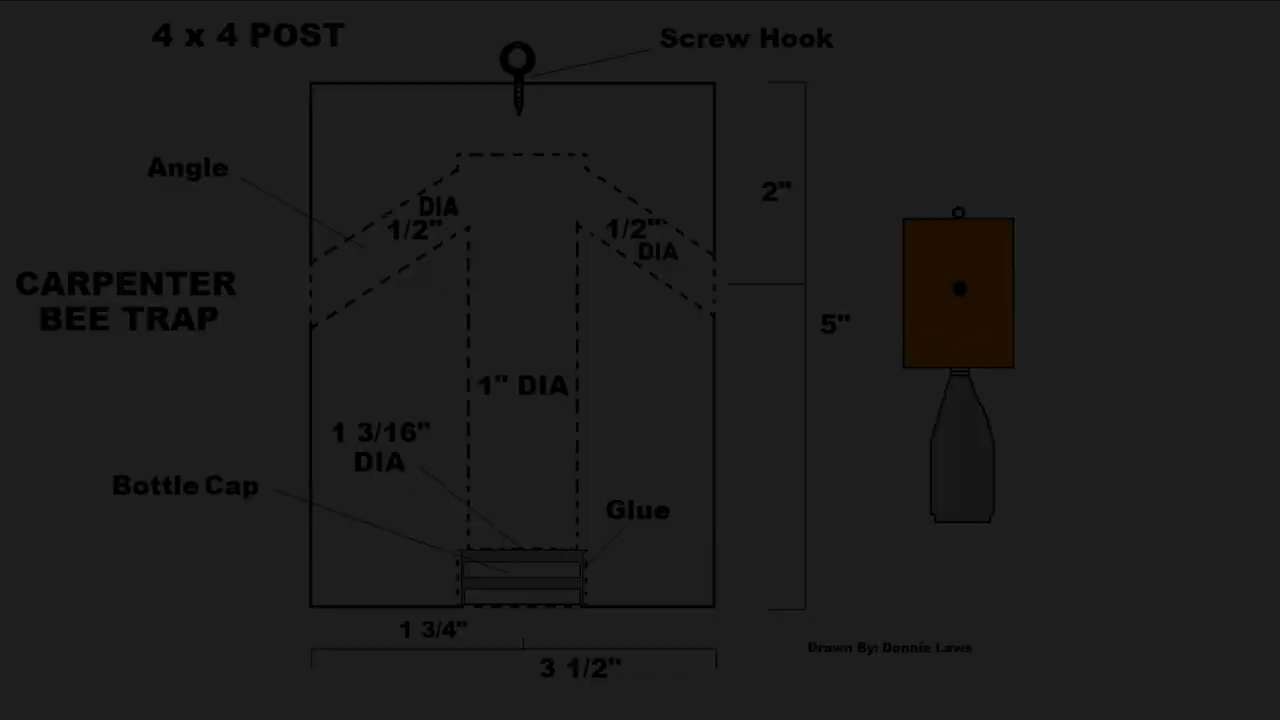 4 x 4 POST
Screw Hook
Angle
DIA
1/2"
1/2"
DIA
2"
CARPENTER
BEE TRAP
5"
1" DIA
1 3/16"
DIA
Bottle Cap
Glue
1 3/4"
3 1/2"
Drawn By: Donnie Laws